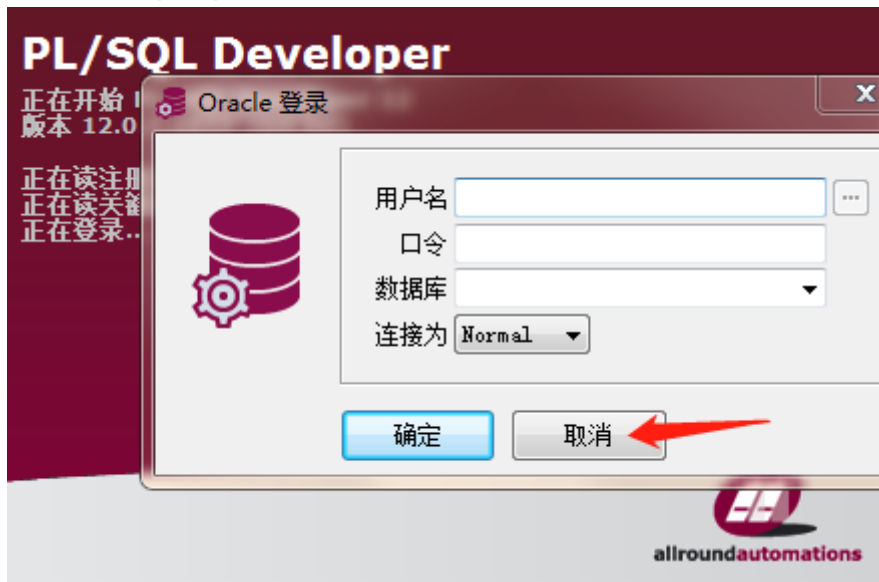 PL/SQL Developer
正在开始
版本 12.0
正在读注册
正在读关
正在登录...
Oracle 登录
用户名
...
口令
数据库
连接为 Normal
确定 取消
allroundautomations